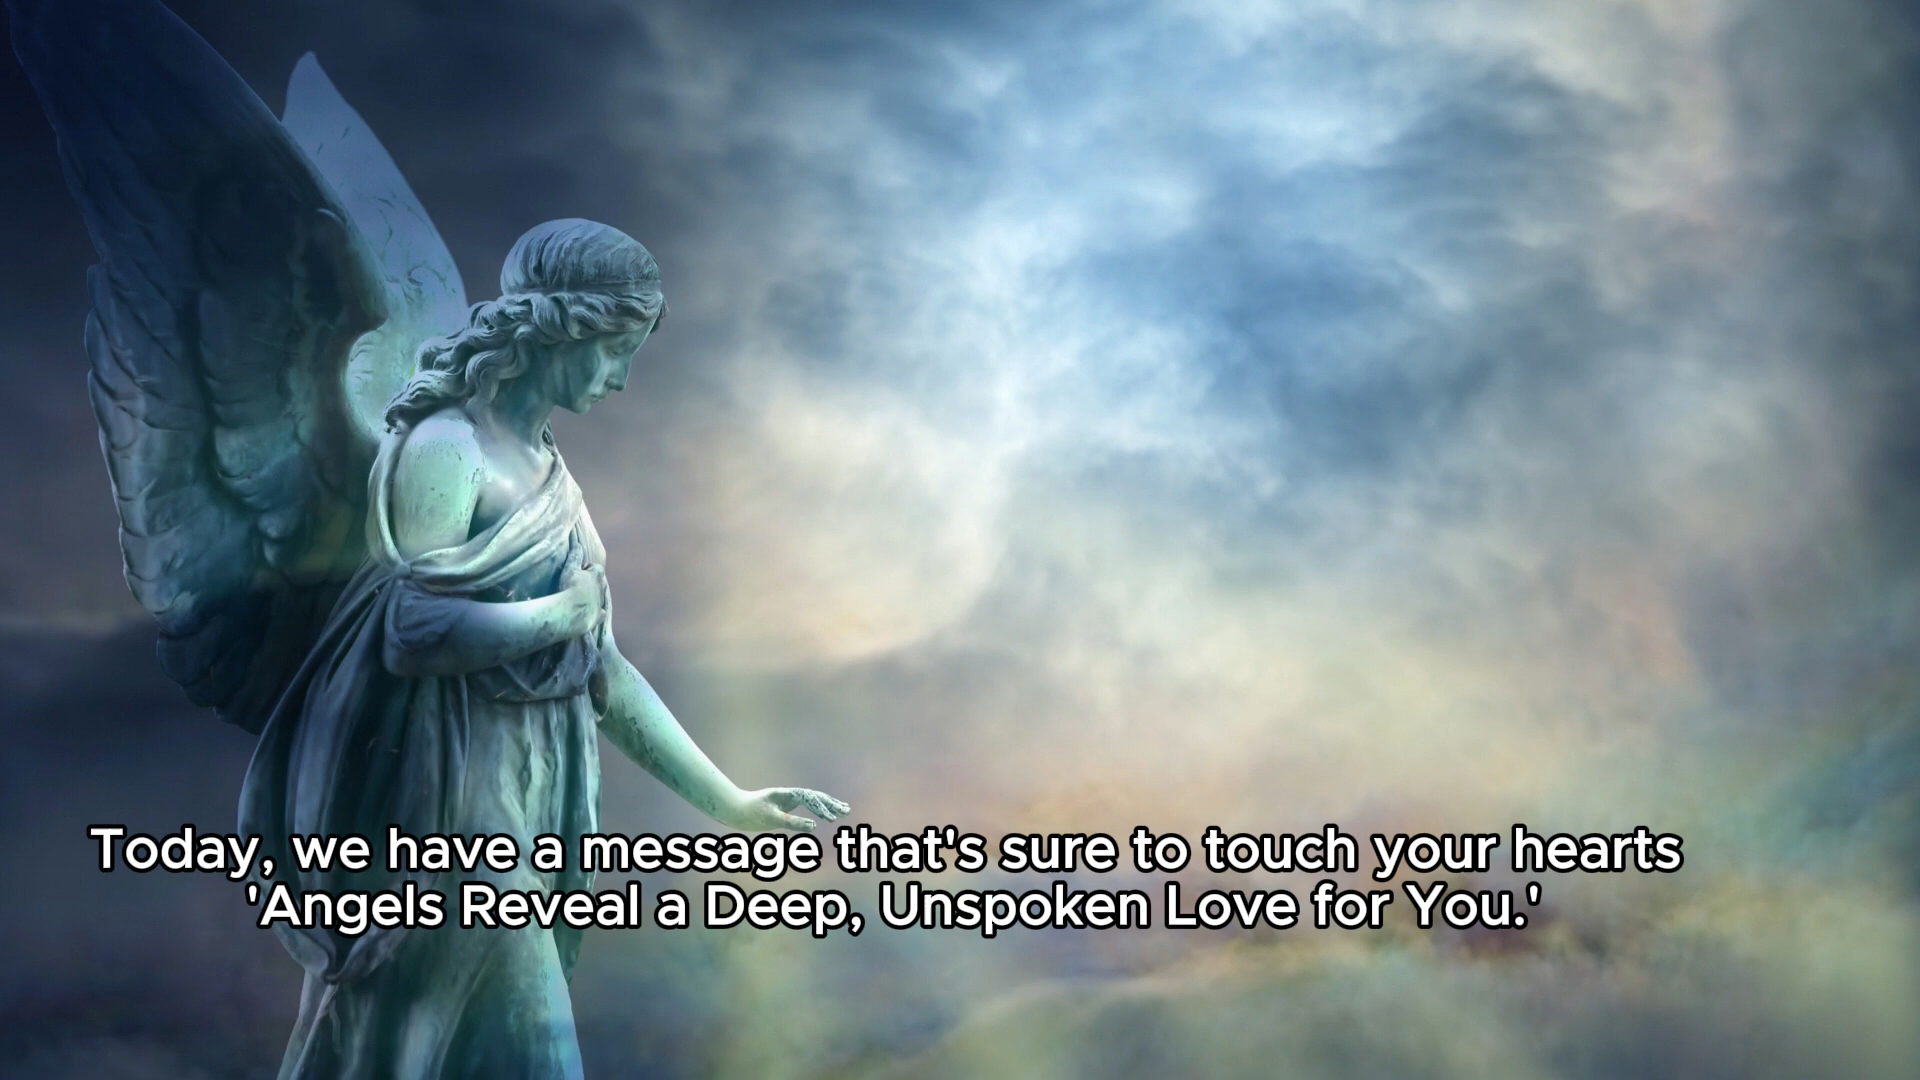 Today, we have a message that's sure to touch your hearts
'Angels Reveal a Deep, Unspoken Love for You.'